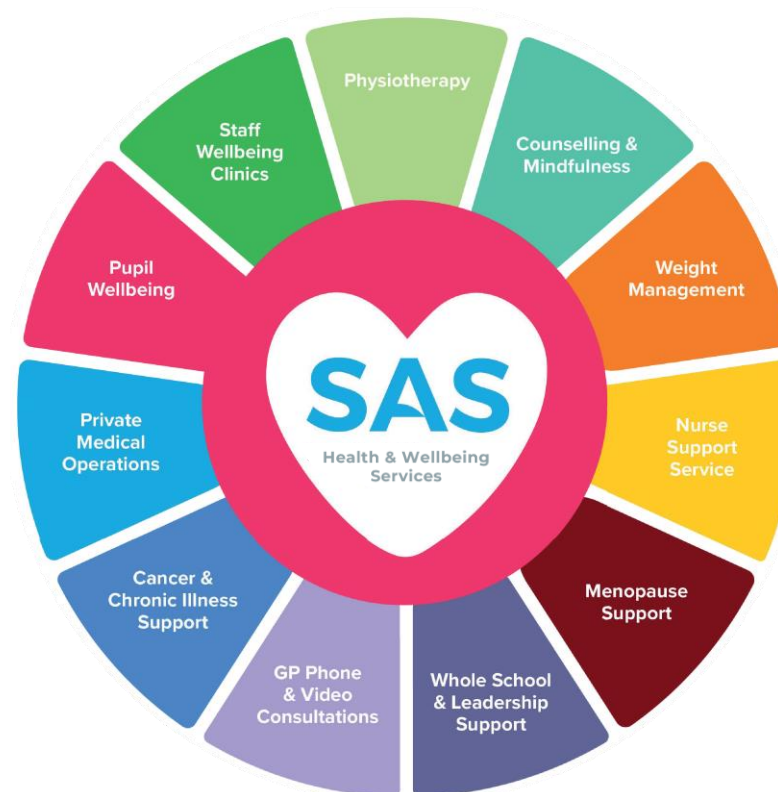 Physiotherapy
Counselling &
Mindfulness
Weight
Management
Nurse
Support
Service
Menopause
Support
Whole School
& Leadership
Support
GP Phone
& Video
Consultations
Cancer &
Chronic Illness
Support
Private
Medical
Operations
Pupil
Wellbeing
Staff
Wellbeing
Clinics
SAS
Health & Wellbeing
Services